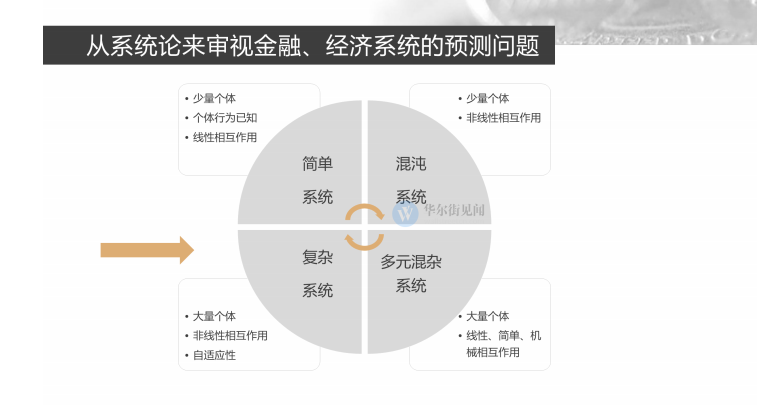 从系统论来审视金融、经济系统的预测问题
• 少量个体
• 个体行为已知
• 线性相互作用
• 少量个体
• 非线性相互作用
简单
系统
混沌
系统
华尔街见闻
复杂
系统
多元混杂
系统
• 大量个体
• 非线性相互作用
• 自适应性
• 大量个体
• 线性、简单、机
械相互作用